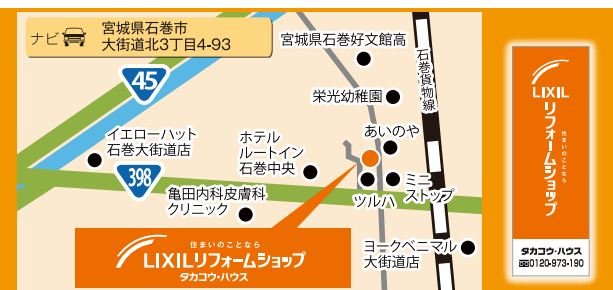 ナビ
宮城県石巻市
大街道北3丁目4-93
宮城県石巻好文館高
石巻貨物線
45
栄光幼稚園
あいのや
イエローハット
石巻大街道店
ホテル
ルートイン
石巻中央
398
亀田内科皮膚科
クリニック
ツルハ
ミニ
ストップ
住まいのことなら
LIXILリフォームショップ
タカコウ・ハウス
ヨークベニマル
大街道店
LIXIL
リフォームショップ
住まいのことなら
タカコウ・ハウス
0120-973-190